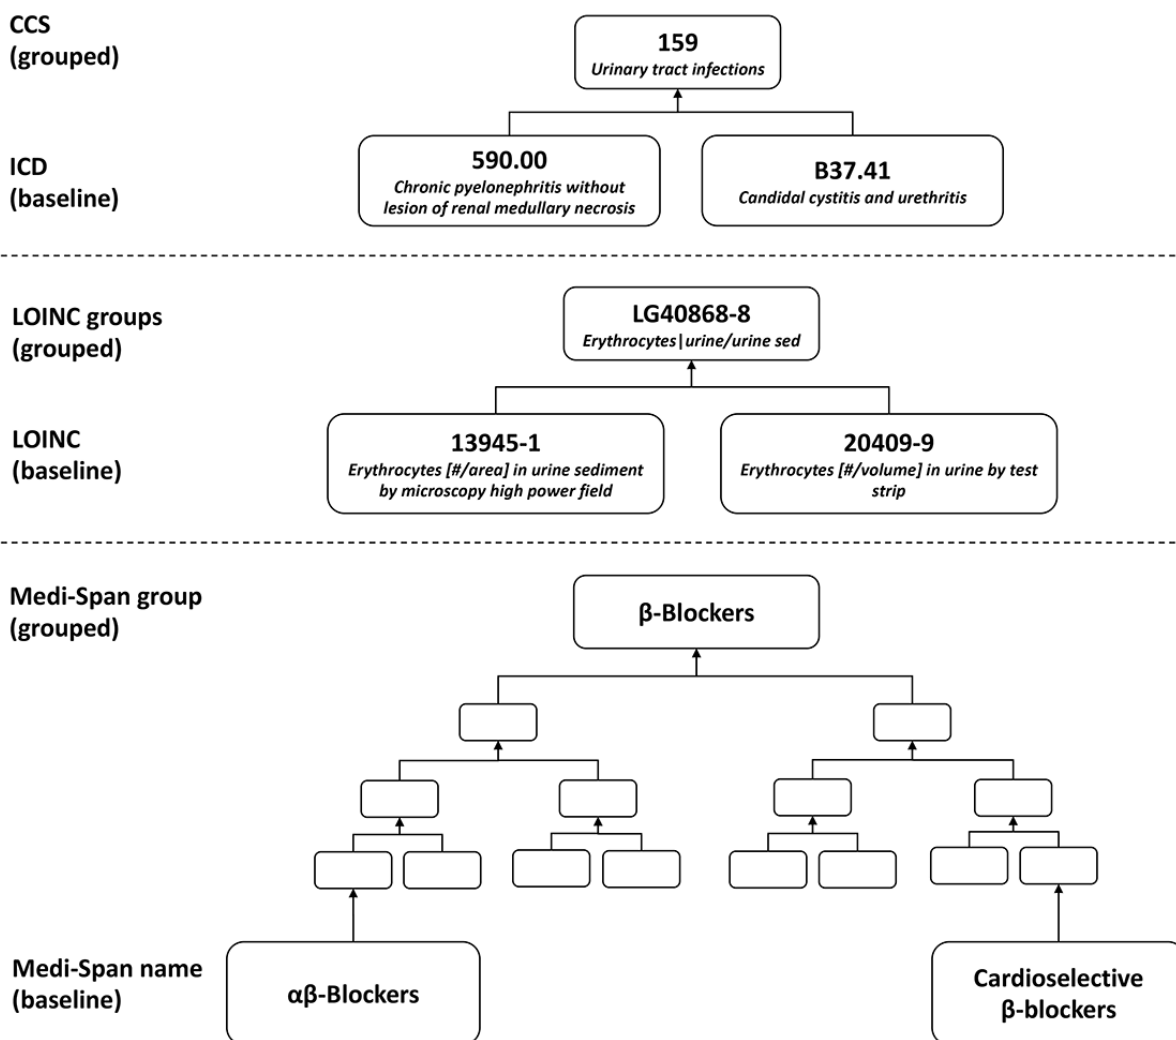 CCS
(grouped)
159
Urinary tract infections
ICD
(baseline)
590.00
Chronic pyelonephritis without
lesion of renal medullary necrosis
B37.41
Candidal cystitis and urethritis
LOINC groups
(grouped)
LG40868-8
Erythrocytes|urine/urine sed
LOINC
(baseline)
13945-1
Erythrocytes [#/area] in urine sediment
by microscopy high power field
20409-9
Erythrocytes [#/volume] in urine by test
strip
Medi-Span group
(grouped)
β-Blockers
Medi-Span name
(baseline)
αβ-Blockers
Cardioselective
β-blockers